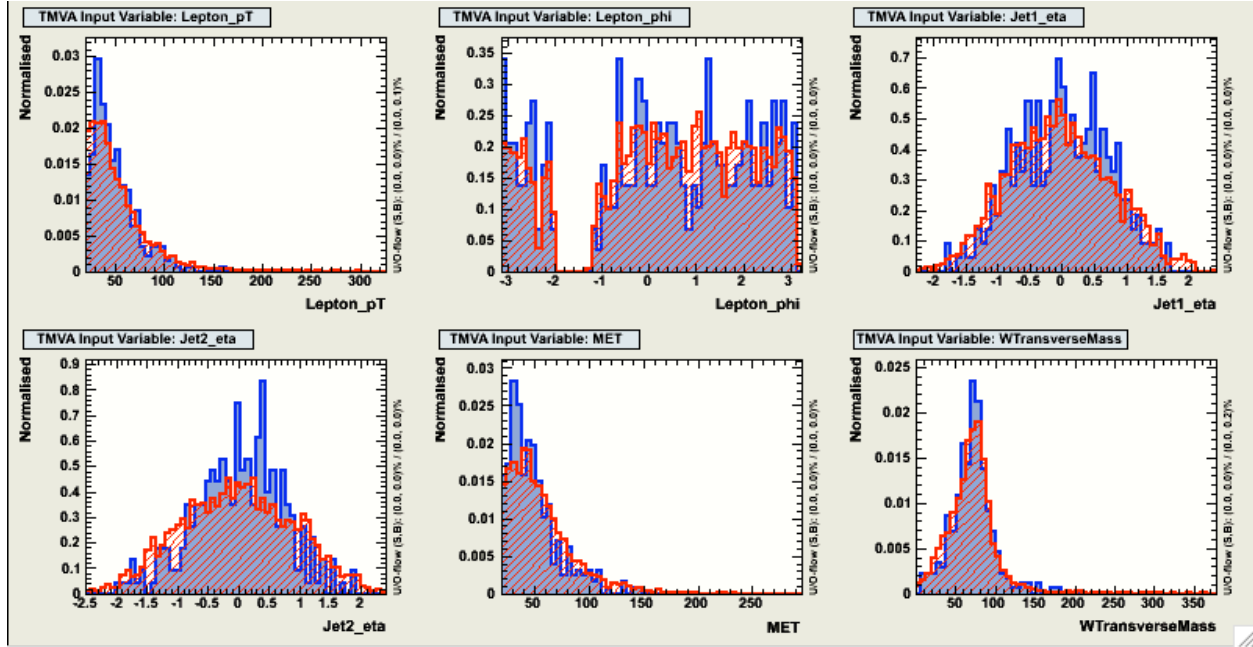 TMVA Input Variable: Lepton_pT
Normalised
0.03
0.025
0.02
0.015
0.01
0.005
0
50 100 150 200 250 300
Lepton_pT
U/O-flow (S,B): (0.0, 0.0)% / (0.0, 0.1)%
TMVA Input Variable: Lepton_phi
Normalised
0.35
0.3
0.25
0.2
0.15
0.1
0.05
0
-3 -2 -1 0 1 2 3
Lepton_phi
U/O-flow (S,B): (0.0, 0.0)% / (0.0, 0.0)%
TMVA Input Variable: Jet1_eta
Normalised
0.7
0.6
0.5
0.4
0.3
0.2
0.1
0
-2 -1.5 -1 -0.5 0 0.5 1 1.5 2
Jet1_eta
U/O-flow (S,B): (0.0, 0.0)% / (0.0, 0.0)%
TMVA Input Variable: Jet2_eta
Normalised
0.9
0.8
0.7
0.6
0.5
0.4
0.3
0.2
0.1
0
-2.5 -2 -1.5 -1 -0.5 0 0.5 1 1.5 2
Jet2_eta
U/O-flow (S,B): (0.0, 0.0)% / (0.0, 0.0)%
TMVA Input Variable: MET
Normalised
0.03
0.025
0.02
0.015
0.01
0.005
0
50 100 150 200 250
MET
U/O-flow (S,B): (0.0, 0.0)% / (0.0, 0.0)%
TMVA Input Variable: WTransverseMass
Normalised
0.025
0.02
0.015
0.01
0.005
0
50 100 150 200 250 300 350
WTransverseMass
U/O-flow (S,B): (0.0, 0.0)% / (0.0, 0.2)%